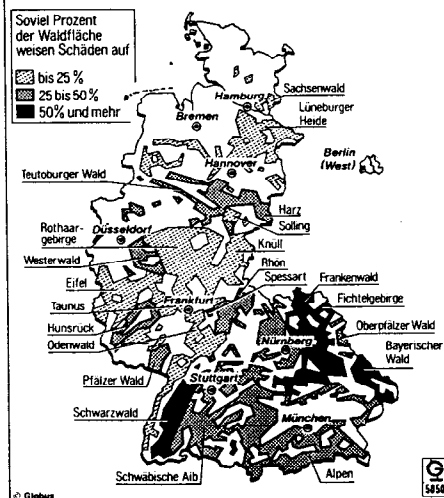 Soviel Prozent
der Waldfläche
weisen Schäden auf
bis 25 %
25 bis 50%
50% und mehr
Hamburg
Sachsenwald
Bremen
Lüneburger
Heide
Berlin
(West)
Hannover
Teutoburger Wald
Harz
Solling
Rothaar-
gebirge
Düsseldorf
Knüll
Westerwald
Rhön
Eifel
Spessart
Frankenwald
Taunus
Frankfurt
Fichtelgebirge
Hunsrück
Odenwald
Oberpfälzer Wald
Nürnberg
Bayerischer
Wald
Pfälzer Wald
Stuttgart
Schwarzwald
München
Schwäbische Alb
Alpen
© Globus
G
5850